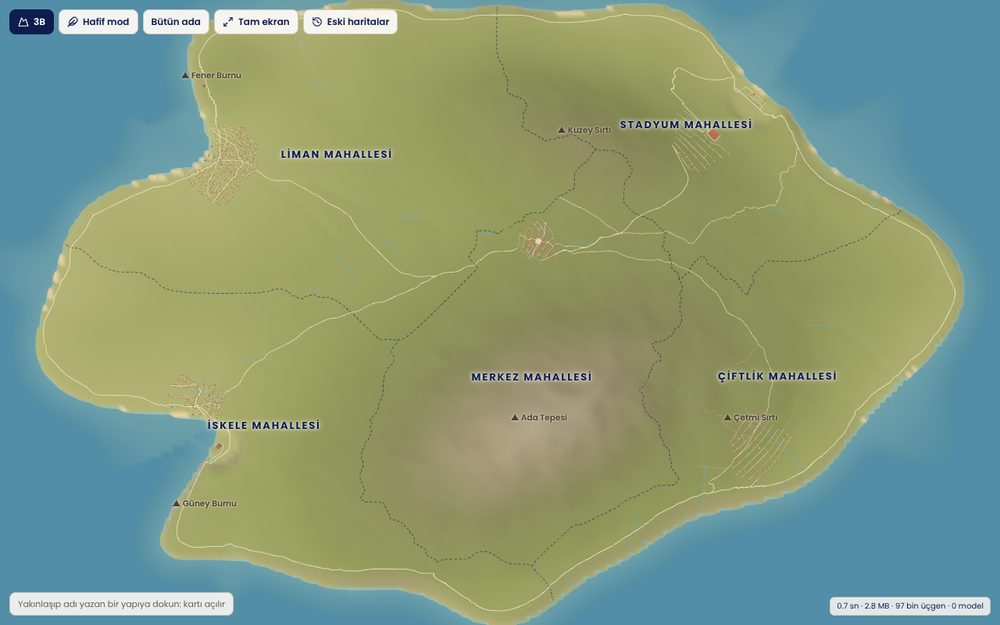 3B
Hafif mod
Bütün ada
Tam ekran
Eski haritalar
Fener Burnu
Kuzey Sırtı
STADYUM MAHALLESİ
LİMAN MAHALLESİ
MERKEZ MAHALLESİ
ÇİFTLİK MAHALLESİ
Ada Tepesi
Çetmi Sırtı
İSKELE MAHALLESİ
Güney Burnu
Yakınlaşıp adı yazan bir yapıya dokun: kartı açılır
0.7 sn · 2.8 MB · 97 bin üçgen · 0 model